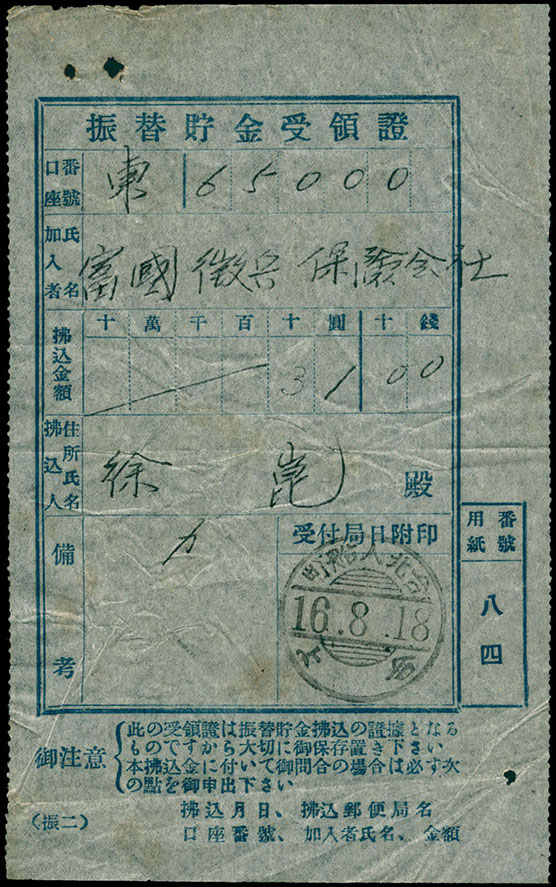 振替貯金受領證
口座番號
東 65000
加入者氏名
富國徵兵保險会社
十萬千百十圓十錢
拂込金額
31 00
拂込人住所氏名
徐 崑 殿
備考
カ
受付局日附印
台北
16.8.18
用紙番號
八四
御注意
此の受領證は振替貯金拂込の證據となる
ものですから大切に御保存置き下さい
本拂込金に付いて御問合の場合は必ず次
の點を御申出下さい
拂込月日、拂込郵便局名
口座番號、加入者氏名、金額
(振二)